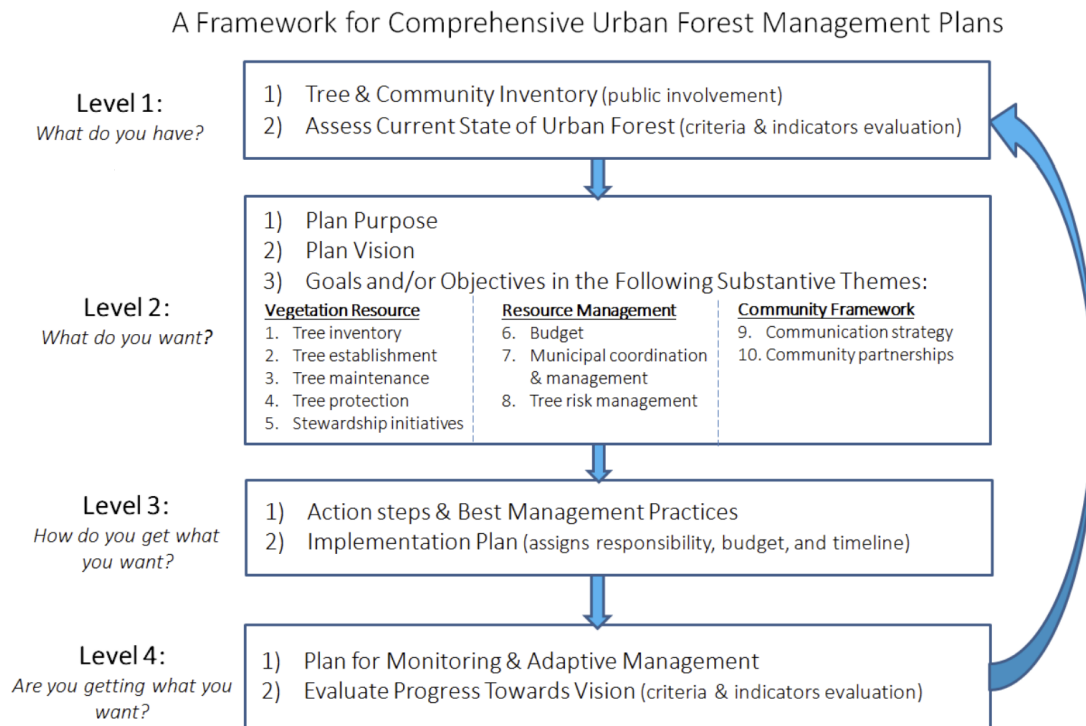 A Framework for Comprehensive Urban Forest Management Plans
Level 1:
What do you have?
1) Tree & Community Inventory (public involvement)
2) Assess Current State of Urban Forest (criteria & indicators evaluation)
Level 2:
What do you want?
1) Plan Purpose
2) Plan Vision
3) Goals and/or Objectives in the Following Substantive Themes:
Vegetation Resource
1. Tree inventory
2. Tree establishment
3. Tree maintenance
4. Tree protection
5. Stewardship initiatives
Resource Management
6. Budget
7. Municipal coordination
& management
8. Tree risk management
Community Framework
9. Communication strategy
10. Community partnerships
Level 3:
How do you get what
you want?
1) Action steps & Best Management Practices
2) Implementation Plan (assigns responsibility, budget, and timeline)
Level 4:
Are you getting what you
want?
1) Plan for Monitoring & Adaptive Management
2) Evaluate Progress Towards Vision (criteria & indicators evaluation)